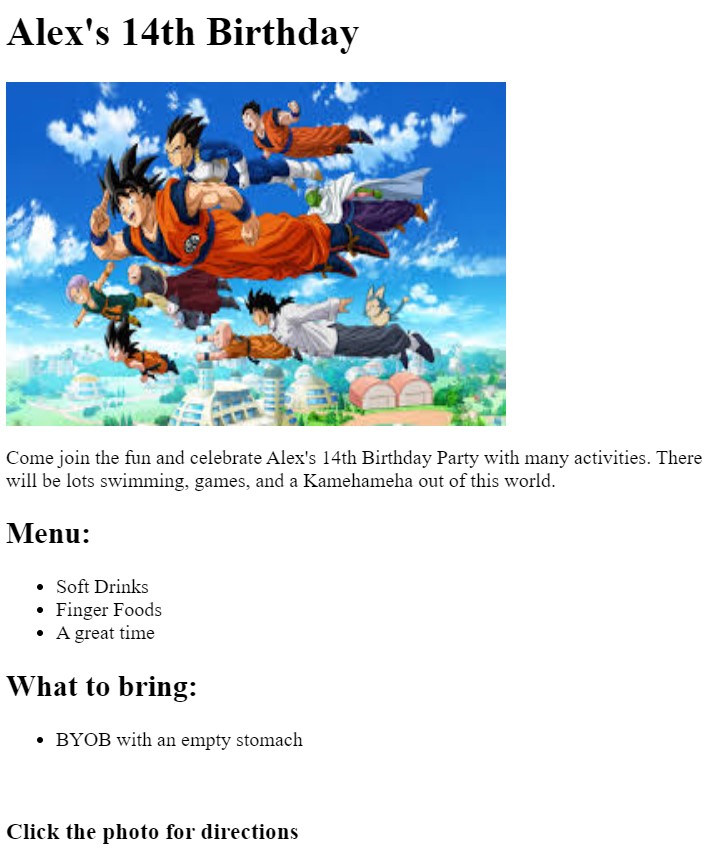 Alex's 14th Birthday
Come join the fun and celebrate Alex's 14th Birthday Party with many activities. There
will be lots swimming, games, and a Kamehameha out of this world.
Menu:
• Soft Drinks
• Finger Foods
• A great time
What to bring:
• BYOB with an empty stomach
Click the photo for directions